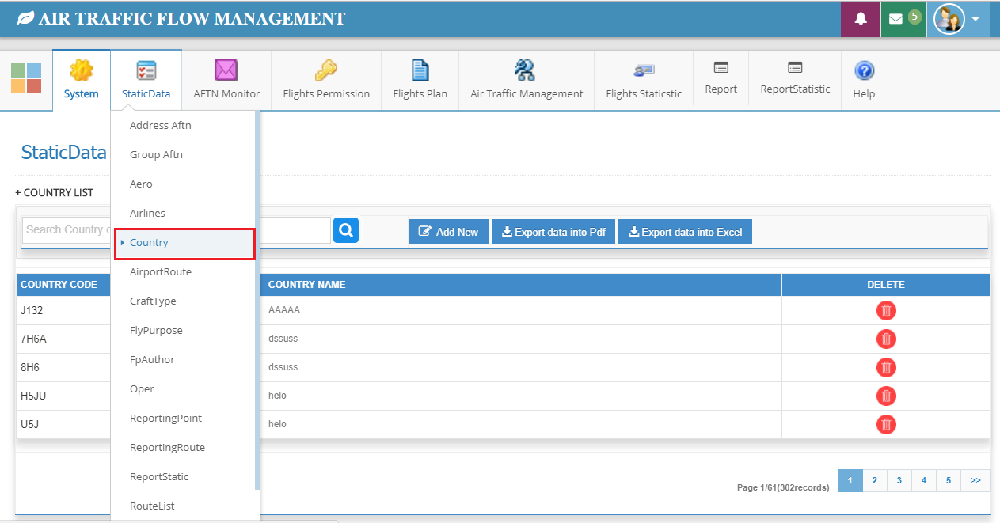 AIR TRAFFIC FLOW MANAGEMENT
5
System
StaticData
AFTN Monitor
Flights Permission
Flights Plan
Air Traffic Management
Flights Staticstic
Report
ReportStatistic
Help
Address Aftn
Group Aftn
Aero
Airlines
Country
AirportRoute
CraftType
FlyPurpose
FpAuthor
Oper
ReportingPoint
ReportingRoute
ReportStatic
RouteList
StaticData
+ COUNTRY LIST
Search Country
Add New
Export data into Pdf
Export data into Excel
COUNTRY CODE COUNTRY NAME DELETE
J132 AAAAA
7H6A dssuss
8H6 dssuss
H5JU helo
U5J helo
Page 1/61(302records) 1 2 3 4 5 >>